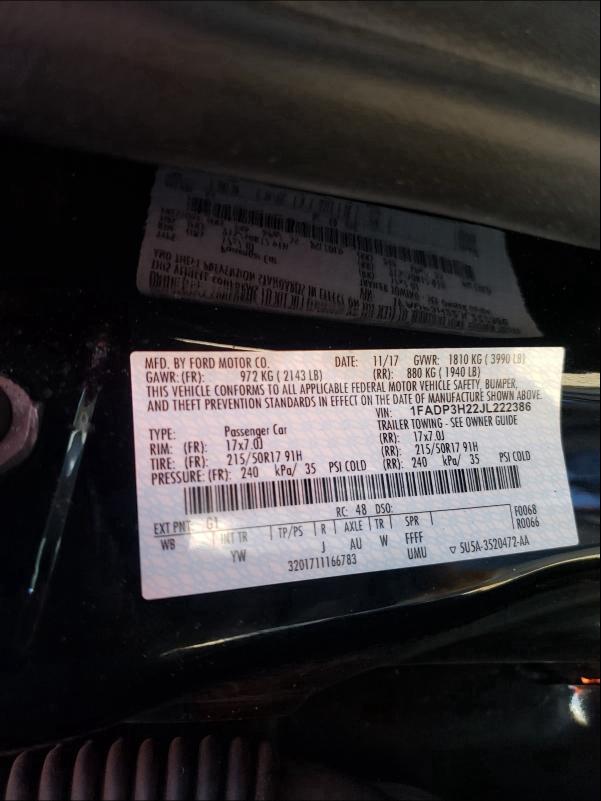 MFD. BY FORD MOTOR CO. DATE: 11/17 GVWR: 1810 KG ( 3990 LB)
GAWR: (FR): 972 KG ( 2143 LB) (RR): 880 KG ( 1940 LB)
THIS VEHICLE CONFORMS TO ALL APPLICABLE FEDERAL MOTOR VEHICLE SAFETY, BUMPER,
AND THEFT PREVENTION STANDARDS IN EFFECT ON THE DATE OF MANUFACTURE SHOWN ABOVE.
VIN: 1FADP3H22JL222386
TYPE: Passenger Car TRAILER TOWING - SEE OWNER GUIDE
RIM: (FR): 17x7.0J (RR): 17x7.0J
TIRE: (FR): 215/50R17 91H (RR): 215/50R17 91H
PRESSURE: (FR): 240 kPa/ 35 PSI COLD (RR): 240 kPa/ 35 PSI COLD
RC: 48 DSO: F0068
EXT PNT: G1 R0066
WB INT TR TP/PS R AXLE TR SPR
YW J AU W FFFF
3201711166783 UMU ▽ 5U5A-3520472-AA